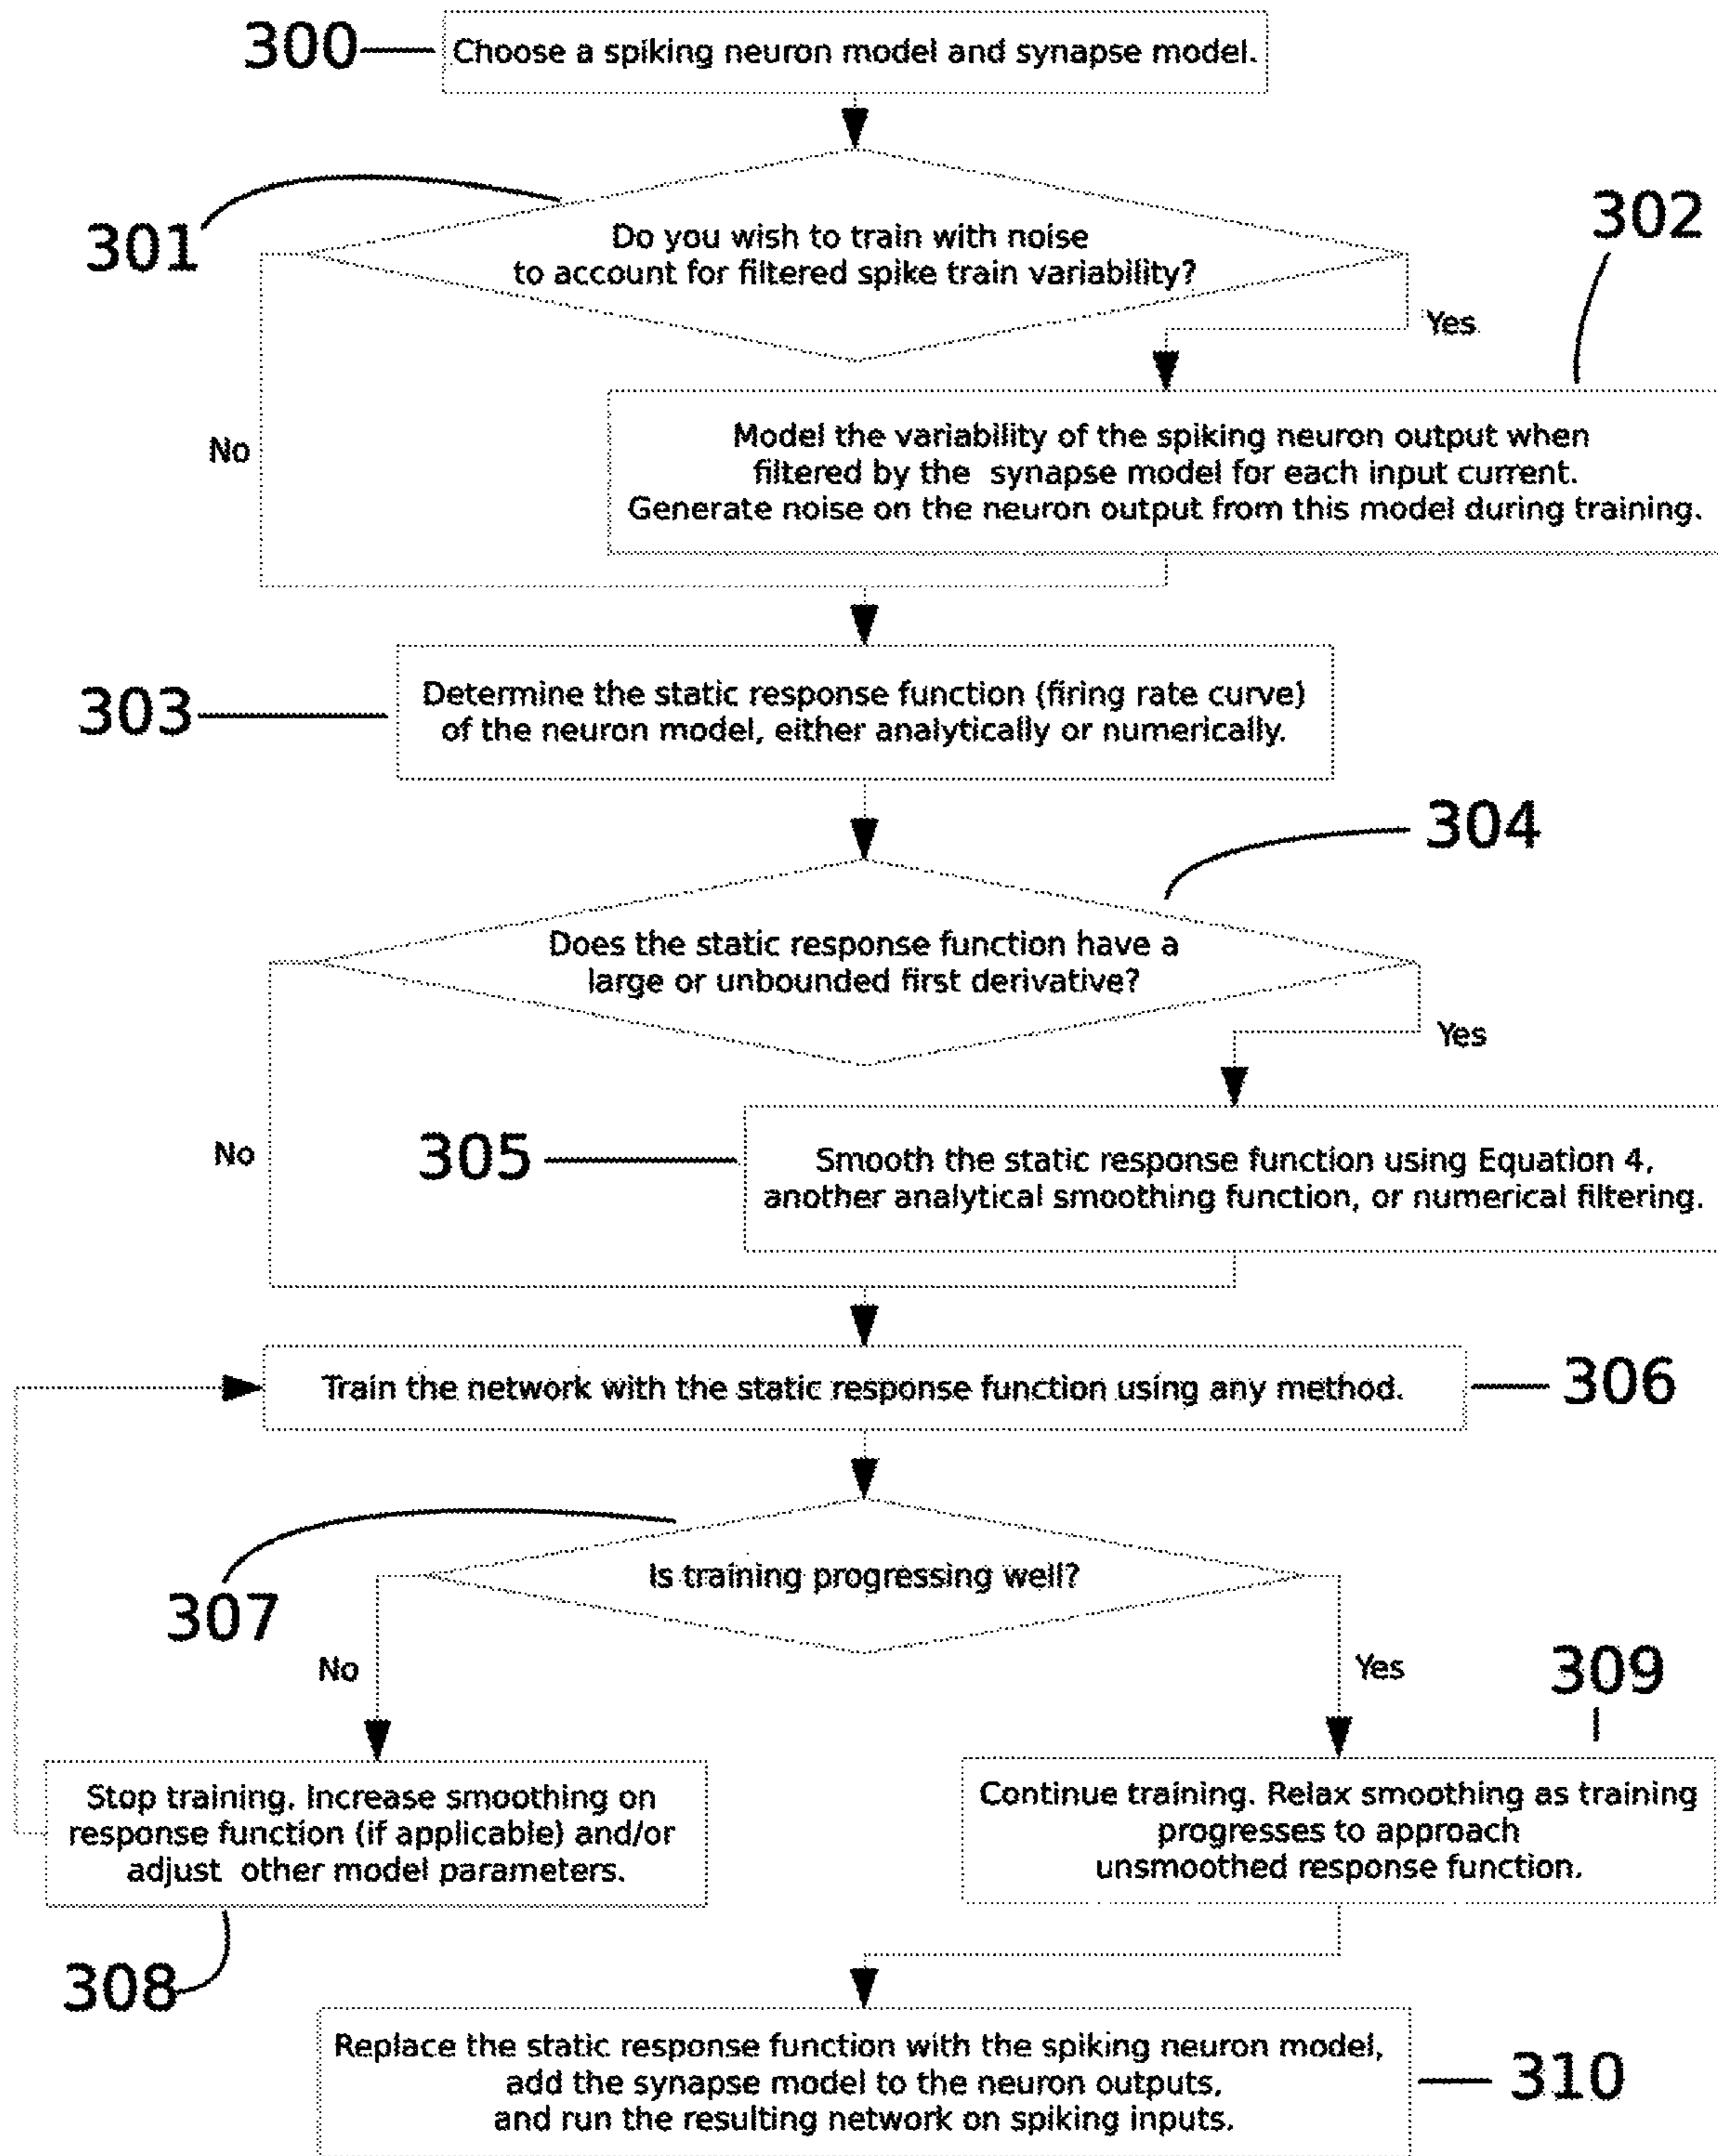 300
Choose a spiking neuron model and synapse model.
301
Do you wish to train with noise
to account for filtered spike train variability?
302
Yes
No
Model the variability of the spiking neuron output when
filtered by the synapse model for each input current.
Generate noise on the neuron output from this model during training.
303
Determine the static response function (firing rate curve)
of the neuron model, either analytically or numerically.
304
Does the static response function have a
large or unbounded first derivative?
Yes
No
305
Smooth the static response function using Equation 4,
another analytical smoothing function, or numerical filtering.
Train the network with the static response function using any method.
306
Is training progressing well?
307
No
Yes
309
Stop training. Increase smoothing on
response function (if applicable) and/or
adjust other model parameters.
Continue training. Relax smoothing as training
progresses to approach
unsmoothed response function.
308
Replace the static response function with the spiking neuron model,
add the synapse model to the neuron outputs,
and run the resulting network on spiking inputs.
310